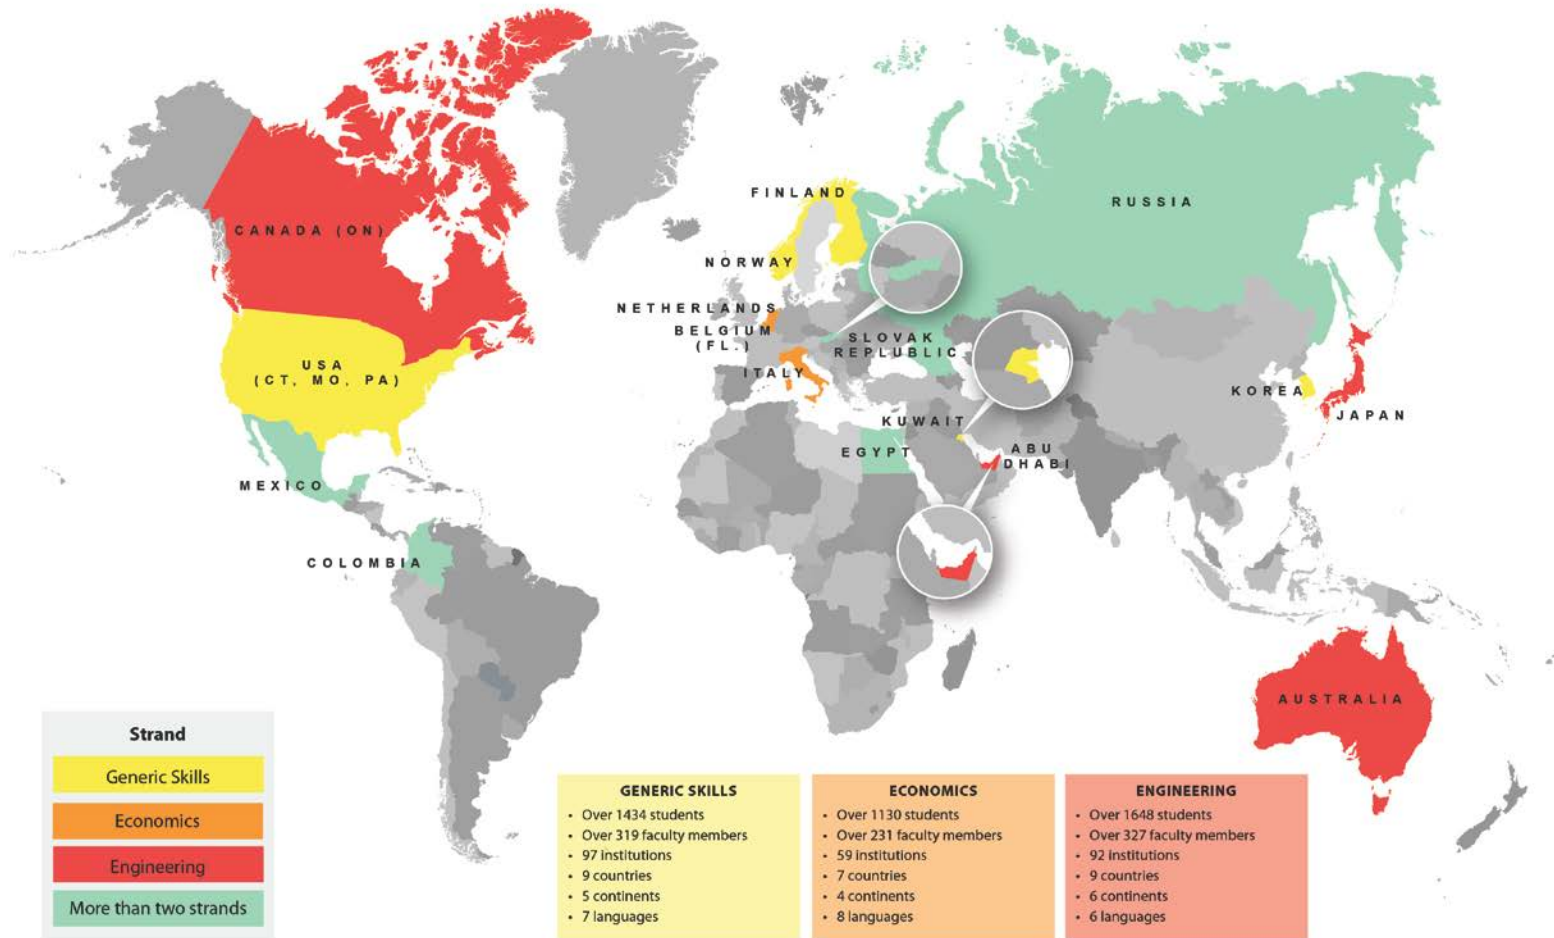 FINLAND
RUSSIA
CANADA (ON)
NORWAY
NETHERLANDS
BELGIUM
(FL.)
SLOVAK
REPLUBLIC
USA
(CT, MO, PA)
ITALY
KOREA
JAPAN
KUWAIT
EGYPT
ABU
DHABI
MEXICO
COLOMBIA
AUSTRALIA
Strand
Generic Skills
Economics
Engineering
More than two strands
GENERIC SKILLS
• Over 1434 students
• Over 319 faculty members
• 97 institutions
• 9 countries
• 5 continents
• 7 languages
ECONOMICS
• Over 1130 students
• Over 231 faculty members
• 59 institutions
• 7 countries
• 4 continents
• 8 languages
ENGINEERING
• Over 1648 students
• Over 327 faculty members
• 92 institutions
• 9 countries
• 6 continents
• 6 languages